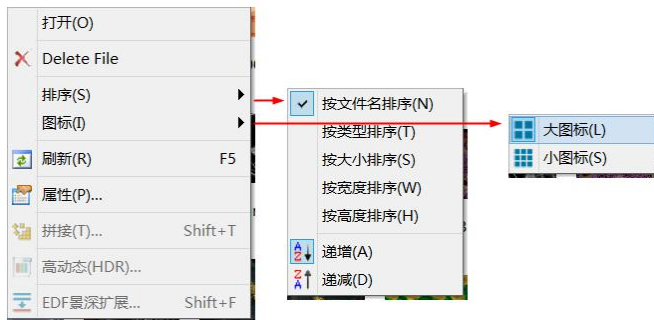 打开(O)
Delete File
排序(S)
图标(I)
刷新(R) F5
属性(P)...
拼接(T)... Shift+T
高动态(HDR)...
EDF景深扩展... Shift+F
按文件名排序(N)
按类型排序(T)
按大小排序(S)
按宽度排序(W)
按高度排序(H)
递增(A)
递减(D)
大图标(L)
小图标(S)